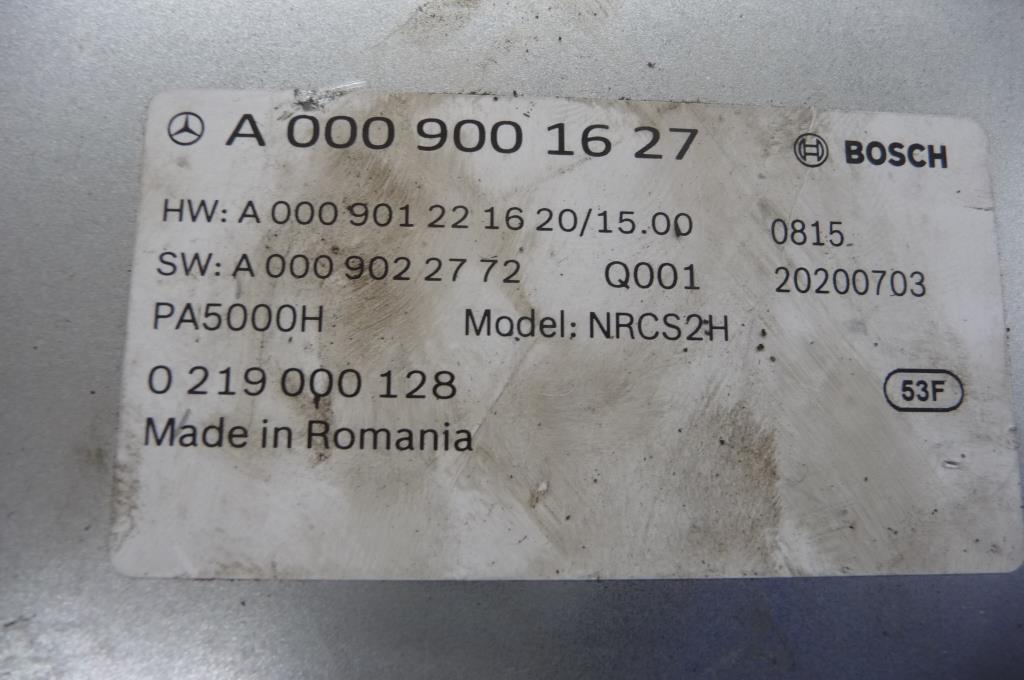 A 000 900 16 27 BOSCH
HW: A 000 901 22 16 20/15.00 0815
SW: A 000 902 27 72 Q001 20200703
PA5000H Model: NRCS2H
0 219 000 128 53F
Made in Romania